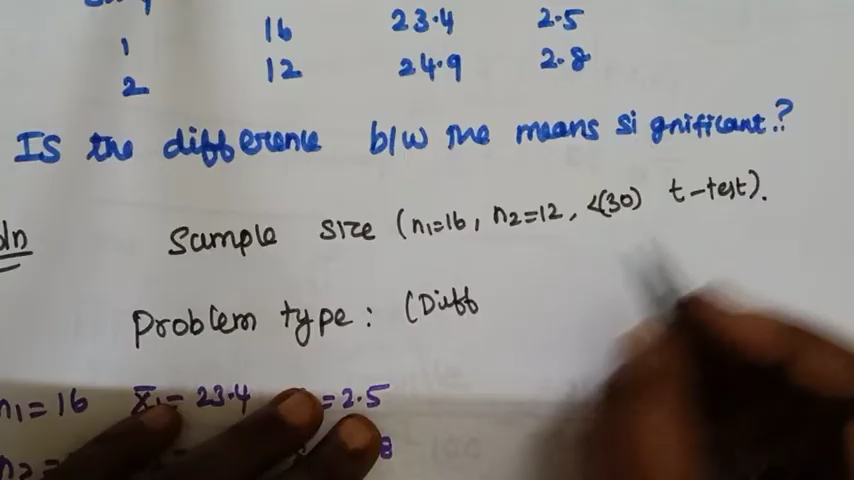 16 23.4 2.5
1
12 24.9 2.8
2
Is the difference b/w the means significant.?
Sample size (n1=16, n2=12, <(30) t-test).
Problem type: (Diff
n1=16 x̄1= 23.4 =2.5
8